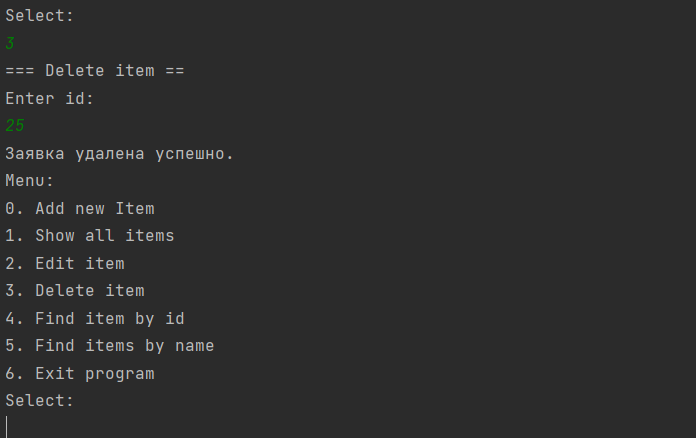 Select:
3
=== Delete item ==
Enter id:
25
Заявка удалена успешно.
Menu:
0. Add new Item
1. Show all items
2. Edit item
3. Delete item
4. Find item by id
5. Find items by name
6. Exit program
Select: